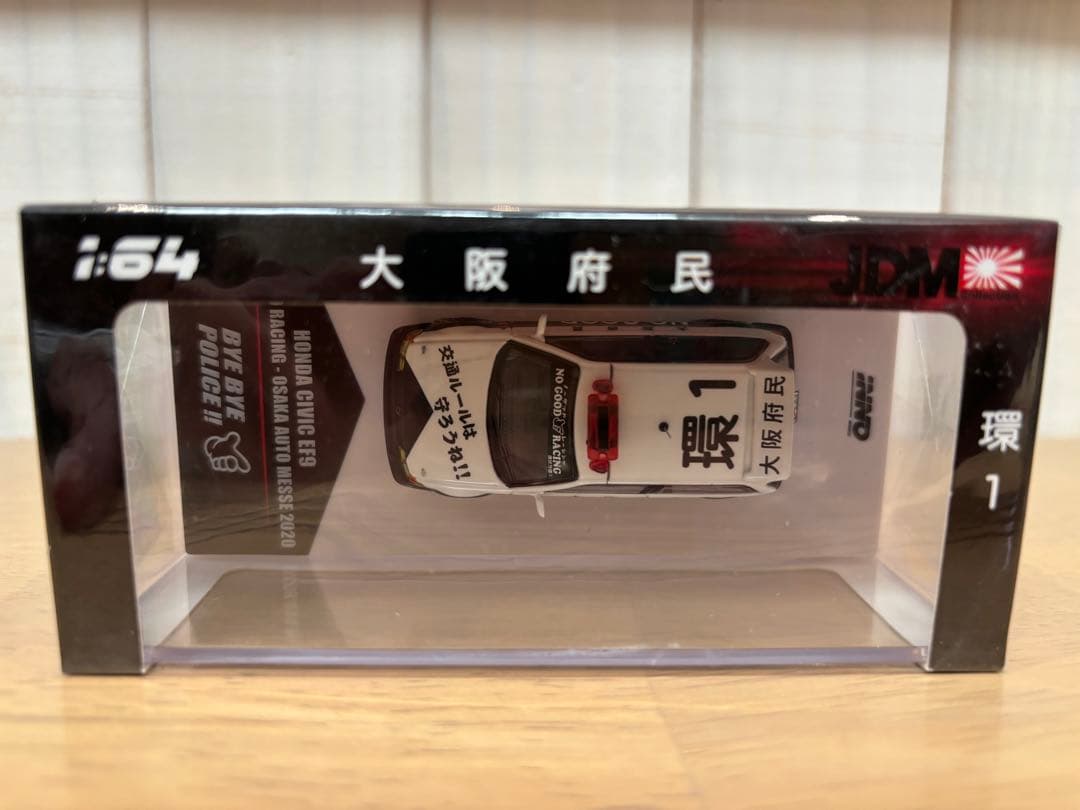 1:64
大阪府民
JDM
環
1
HONDA CIVIC EF9
RACING - OSAKA AUTO MESSE 2020
BYE BYE
POLICE!!
交通ルールは
守ろうね!!
NO GOOD RACING
環1
大阪府民
INNO